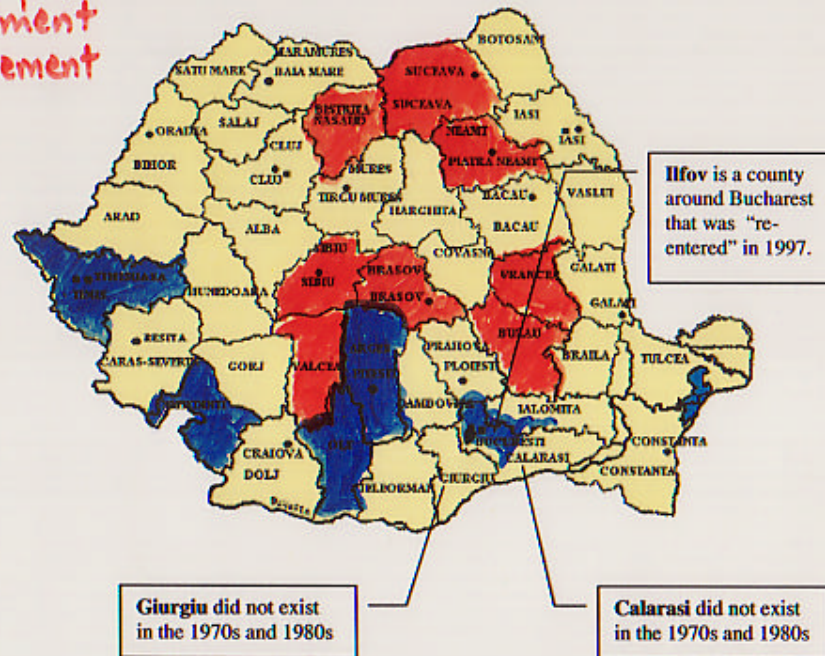 BOTOSANI
MARAMURES
SATU MARE
BAIA MARE
SUCEAVA
SUCEAVA
BISTRITA
NASAUD
IASI
IASI
ORADIA
SALAJ
CLUJ
NEAMT
PIATRA NEAMT
BIHOR
CLUJ
MURES
TIRGU MURES
BACAU
VASLUI
HARGHITA
BACAU
ARAD
ALBA
SIBIU
COVASNA
BRASOV
VRANCEA
GALATI
TIMISOARA
TIMIS
HUNEDOARA
SIBIU
BRASOV
GALATI
RESITA
BUZAU
CARAS-SEVERIN
GORJ
VALCEA
PRAHOVA
PLOIESTI
BRAILA
TULCEA
DAMBOVITA
IALOMITA
BUCURESTI
CRAIOVA
OLT
CALARASI
CONSTANTA
DOLJ
TELEORMAN
GIURGIU
CONSTANTA
Ilfov is a county
around Bucharest
that was “re-
entered” in 1997.
Giurgiu did not exist
in the 1970s and 1980s
Calarasi did not exist
in the 1970s and 1980s